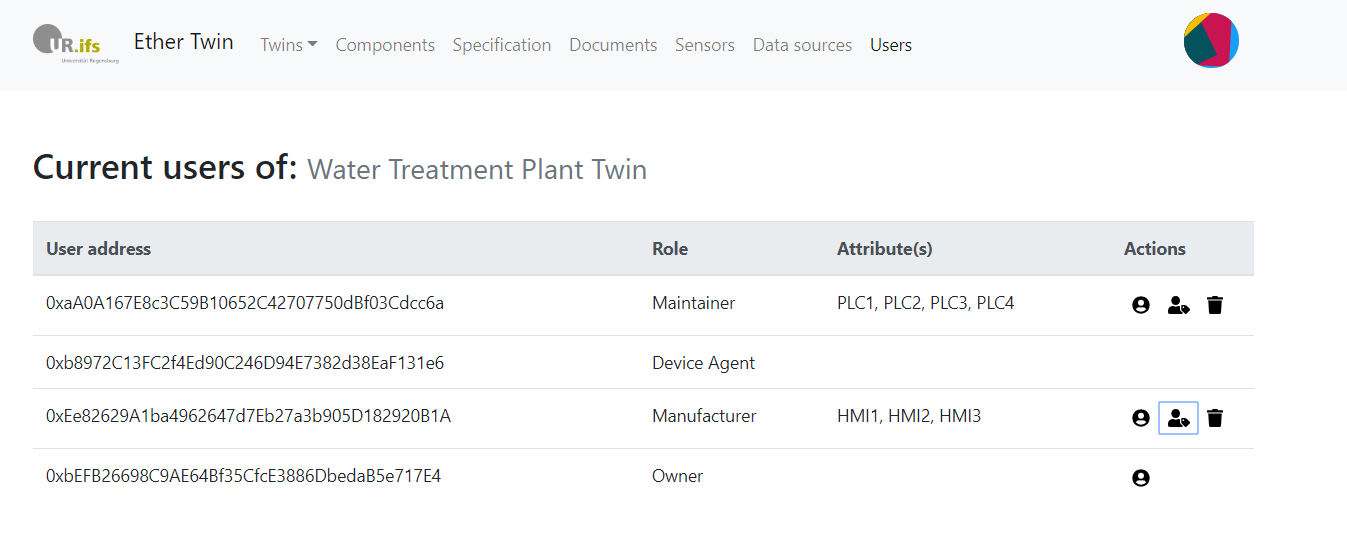 UR.ifs
Universität Regensburg
Ether Twin Twins Components Specification Documents Sensors Data sources Users
Current users of: Water Treatment Plant Twin
User address Role Attribute(s) Actions
0xaA0A167E8c3C59B10652C42707750dBf03Cdcc6a Maintainer PLC1, PLC2, PLC3, PLC4
0xb8972C13FC2f4Ed90C246D94E7382d38EaF131e6 Device Agent
0xEe82629A1ba4962647d7Eb27a3b905D182920B1A Manufacturer HMI1, HMI2, HMI3
0xbEFB26698C9AE64Bf35CfcE3886DbedaB5e717E4 Owner